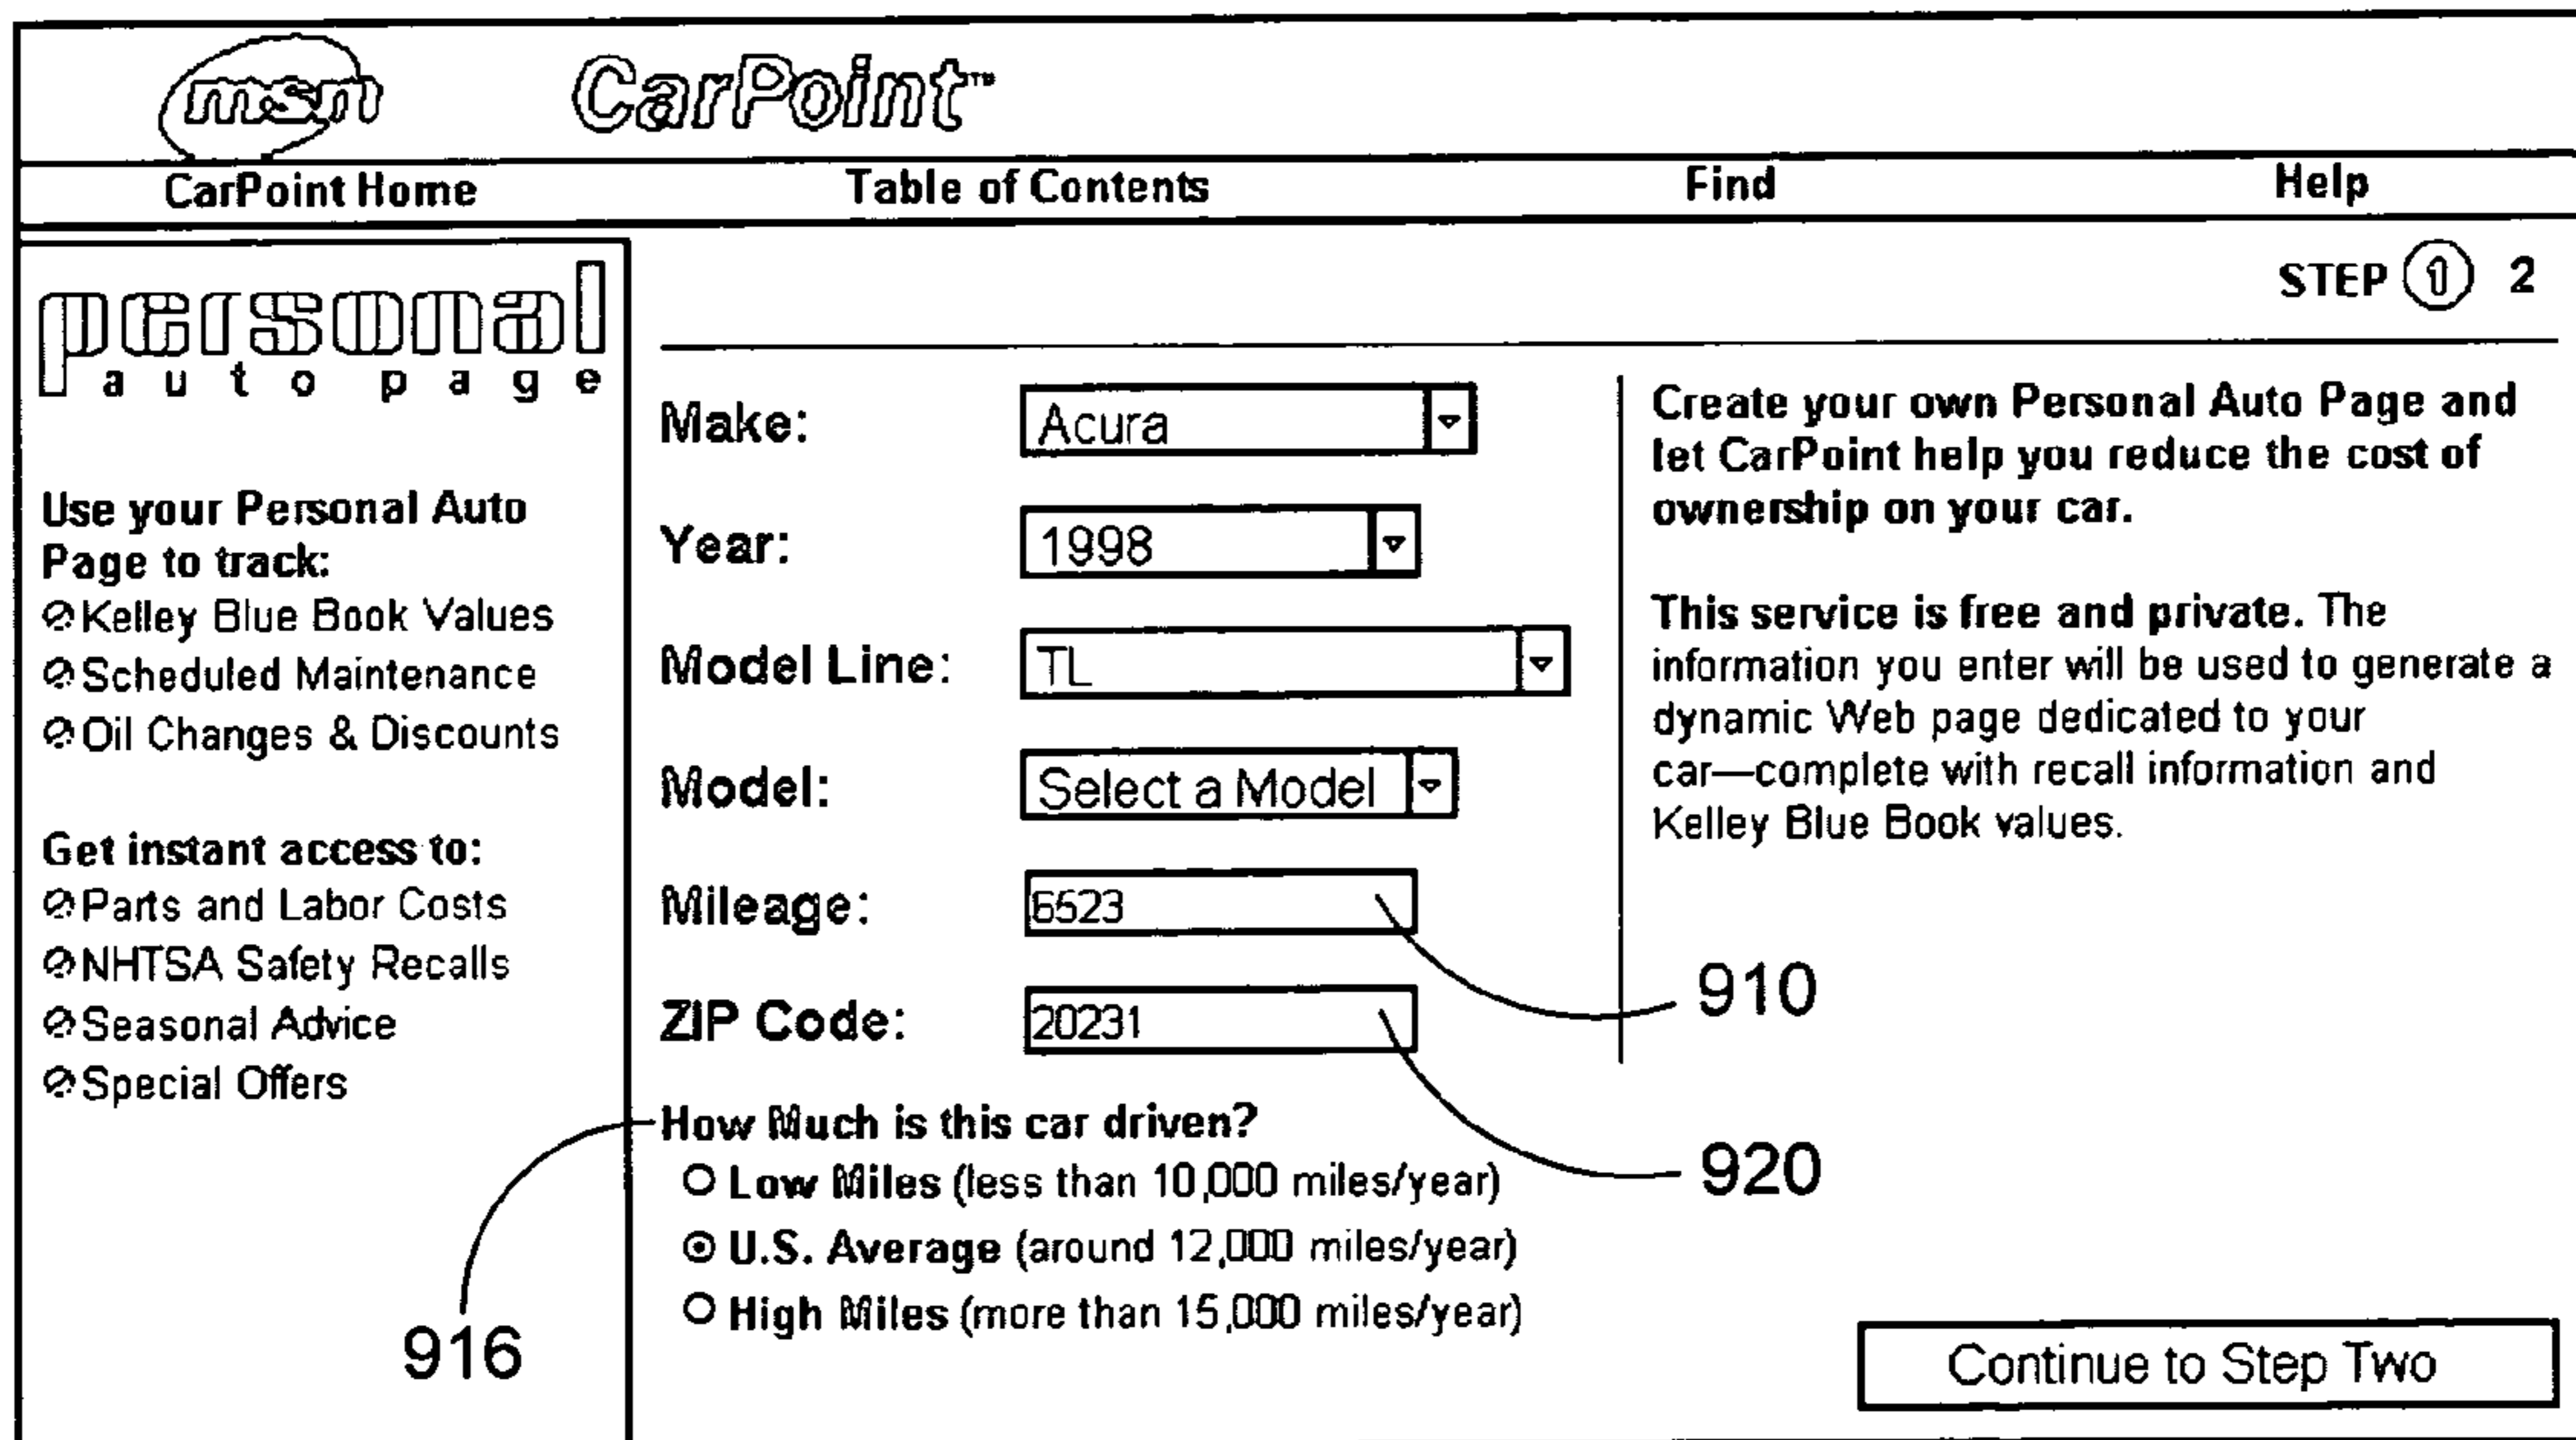 msn CarPoint™
CarPoint Home Table of Contents Find Help
personal
auto page
Use your Personal Auto
Page to track:
Kelley Blue Book Values
Scheduled Maintenance
Oil Changes & Discounts
Get instant access to:
Parts and Labor Costs
NHTSA Safety Recalls
Seasonal Advice
Special Offers
916
STEP 1 2
Make: Acura
Year: 1998
Model Line: TL
Model: Select a Model
Mileage: 6523
910
ZIP Code: 20231
920
How Much is this car driven?
Low Miles (less than 10,000 miles/year)
U.S. Average (around 12,000 miles/year)
High Miles (more than 15,000 miles/year)
Create your own Personal Auto Page and
let CarPoint help you reduce the cost of
ownership on your car.
This service is free and private. The
information you enter will be used to generate a
dynamic Web page dedicated to your
car—complete with recall information and
Kelley Blue Book values.
Continue to Step Two